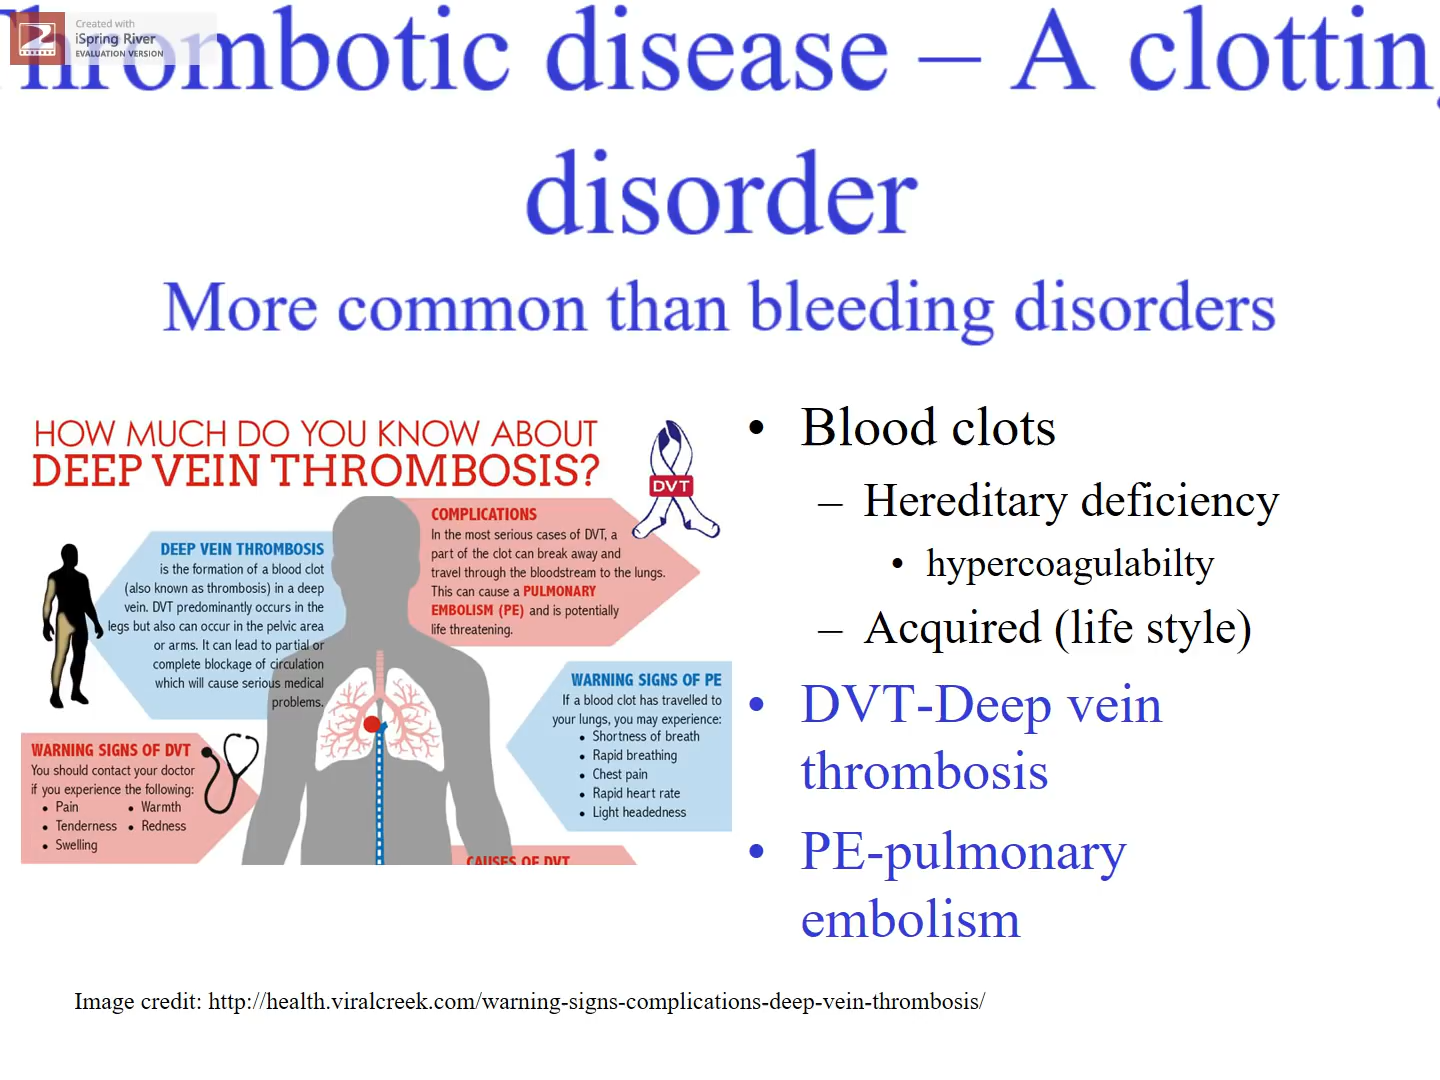 Created with
iSpring River
EVALUATION VERSION
Thrombotic disease – A clotting
disorder
More common than bleeding disorders
HOW MUCH DO YOU KNOW ABOUT
DEEP VEIN THROMBOSIS?
DVT
DEEP VEIN THROMBOSIS
is the formation of a blood clot
(also known as thrombosis) in a deep
vein. DVT predominantly occurs in the
legs but also can occur in the pelvic area
or arms. It can lead to partial or
complete blockage of circulation
which will cause serious medical
problems.
COMPLICATIONS
In the most serious cases of DVT, a
part of the clot can break away and
travel through the bloodstream to the lungs.
This can cause a PULMONARY
EMBOLISM (PE) and is potentially
life threatening.
WARNING SIGNS OF PE
If a blood clot has travelled to
your lungs, you may experience:
• Shortness of breath
• Rapid breathing
• Chest pain
• Rapid heart rate
• Light headedness
WARNING SIGNS OF DVT
You should contact your doctor
if you experience the following:
• Pain • Warmth
• Tenderness • Redness
• Swelling
CAUSES OF DVT
• Blood clots
– Hereditary deficiency
• hypercoagulabilty
– Acquired (life style)
• DVT-Deep vein
thrombosis
• PE-pulmonary
embolism
Image credit: http://health.viralcreek.com/warning-signs-complications-deep-vein-thrombosis/